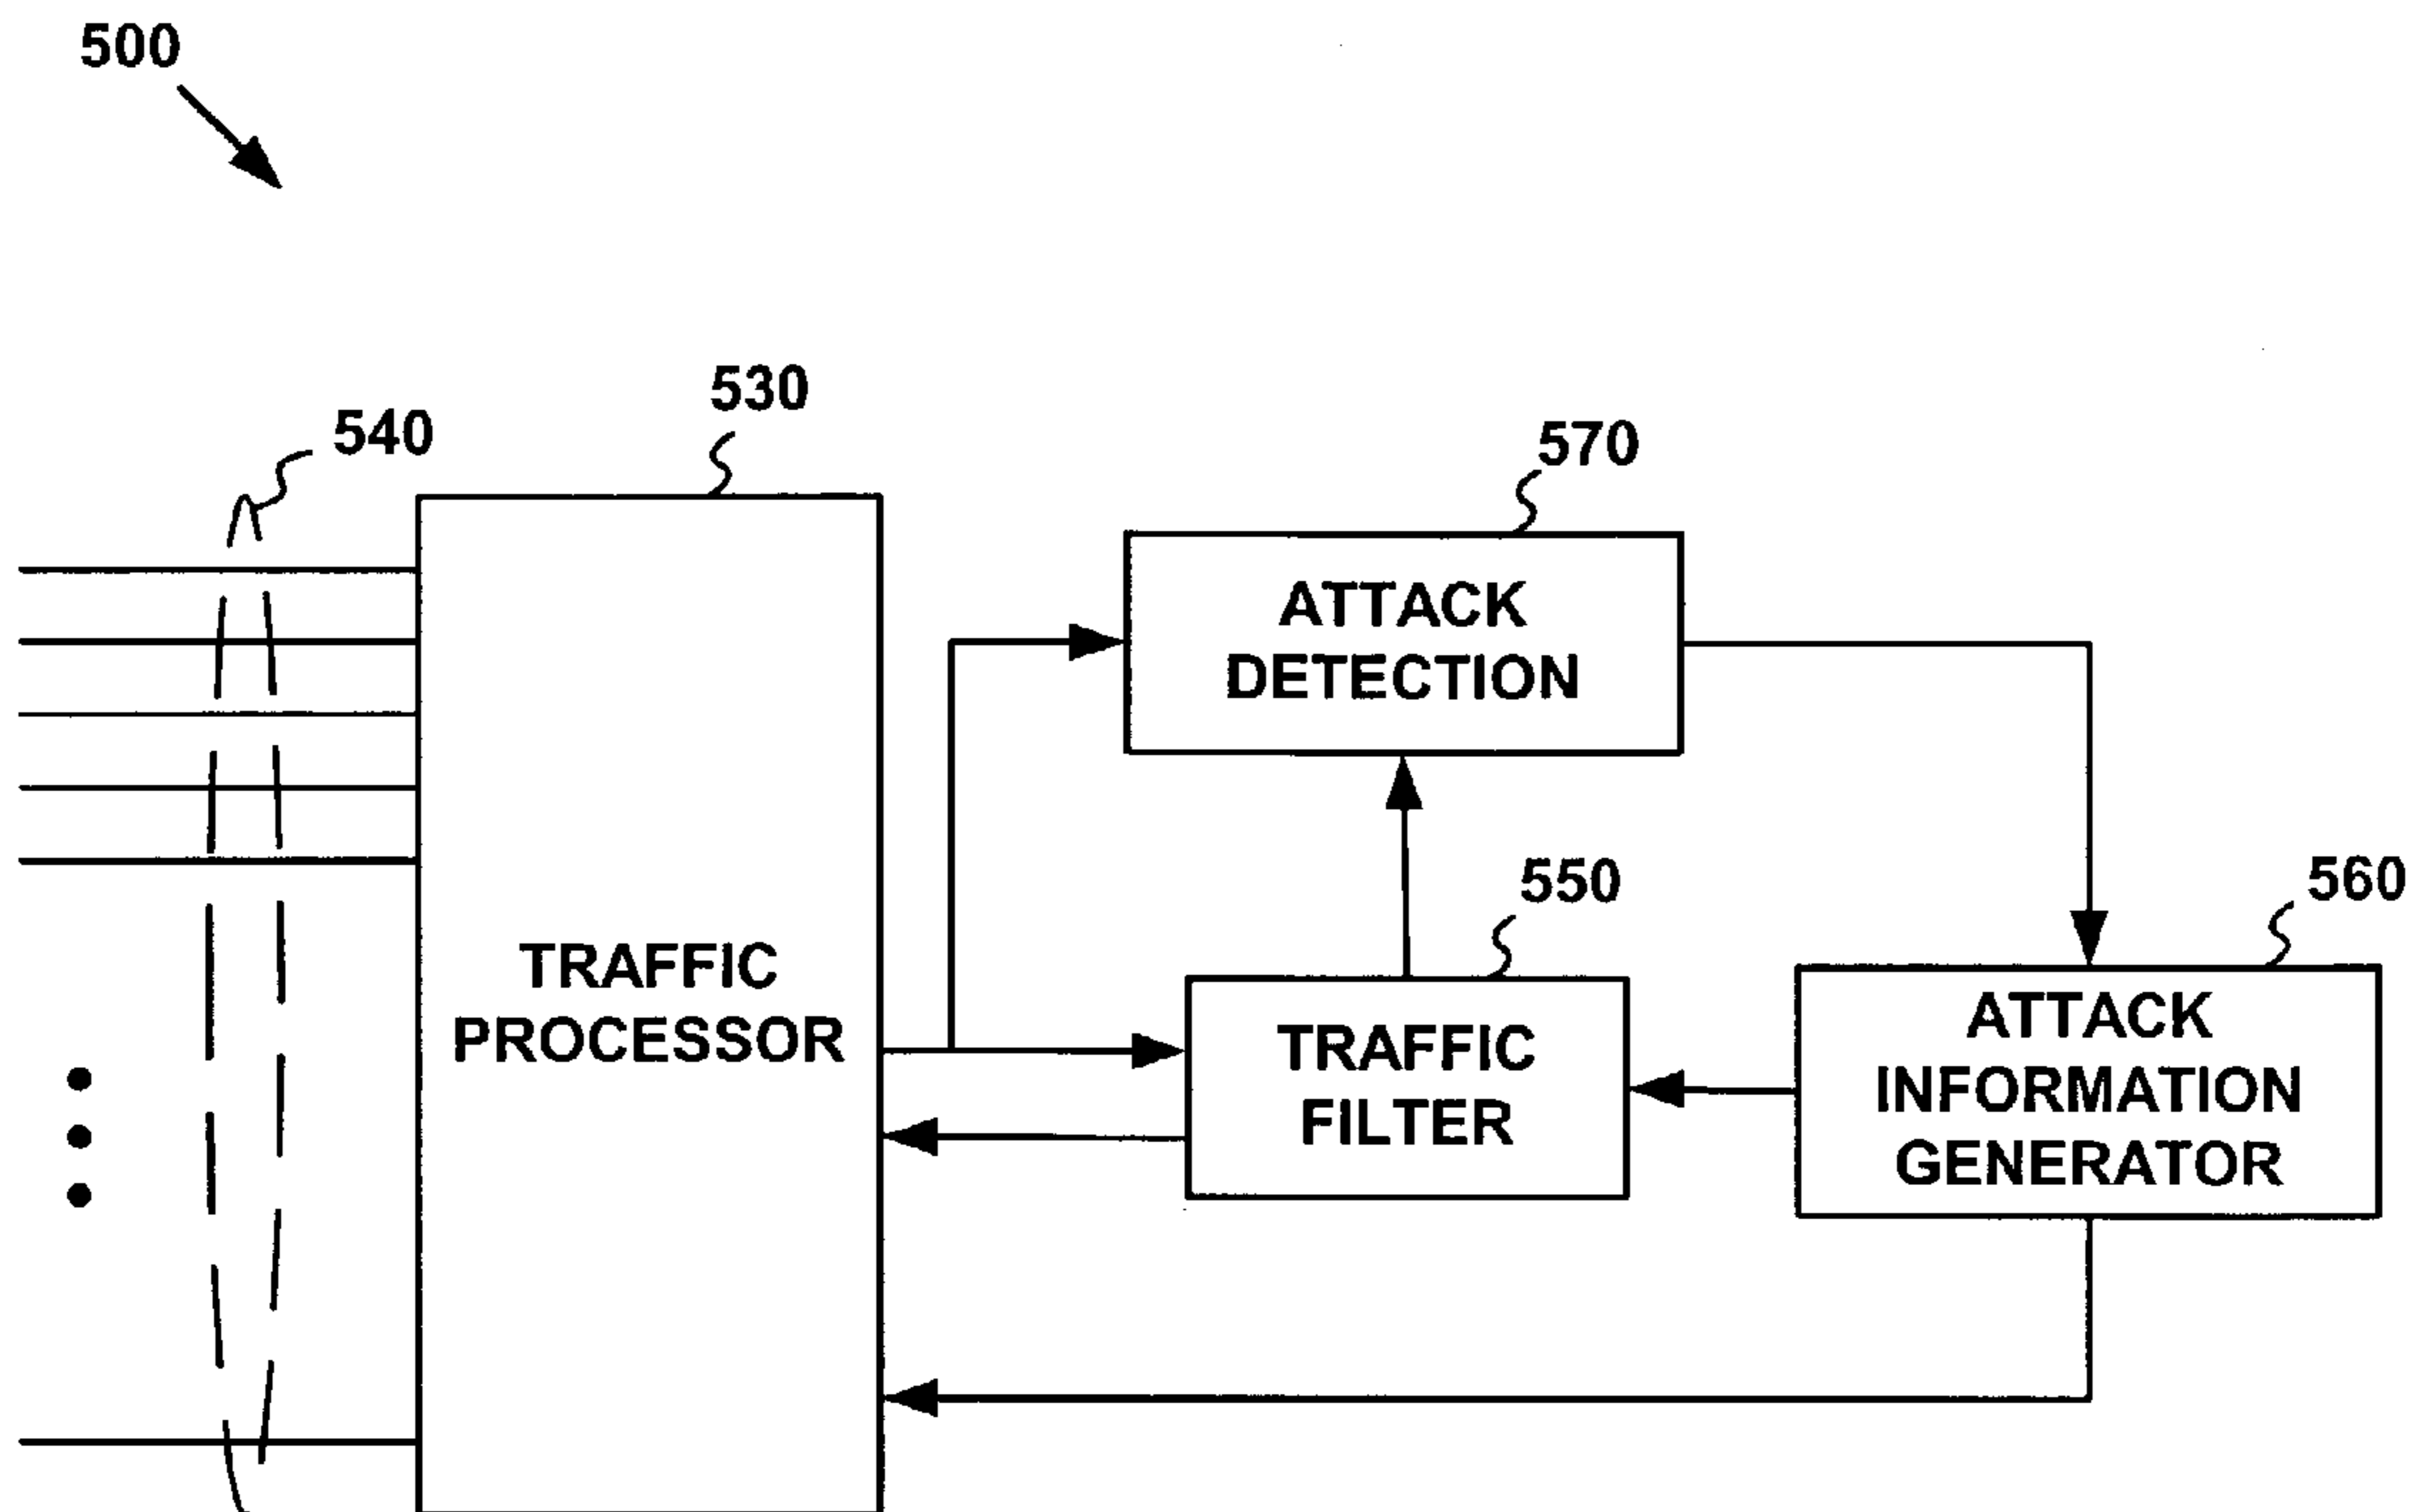 500
530
540
570
ATTACK
DETECTION
550
560
TRAFFIC
PROCESSOR
TRAFFIC
FILTER
ATTACK
INFORMATION
GENERATOR